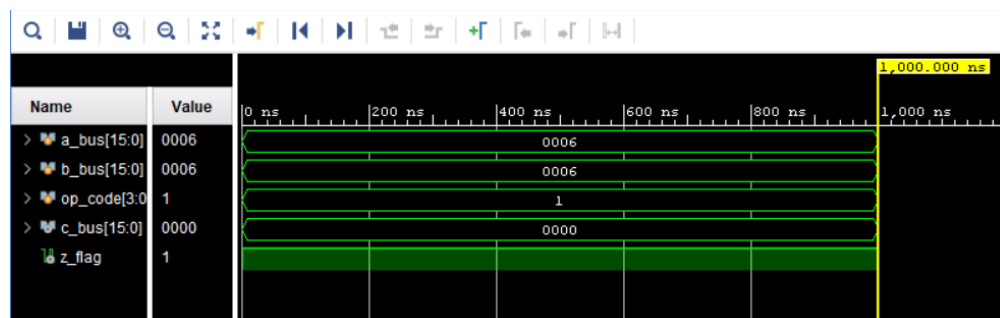 1,000.000 ns
Name Value 0 ns 200 ns 400 ns 600 ns 800 ns 1,000 ns
a_bus[15:0] 0006 0006
b_bus[15:0] 0006 0006
op_code[3:0 1 1
c_bus[15:0] 0000 0000
z_flag 1